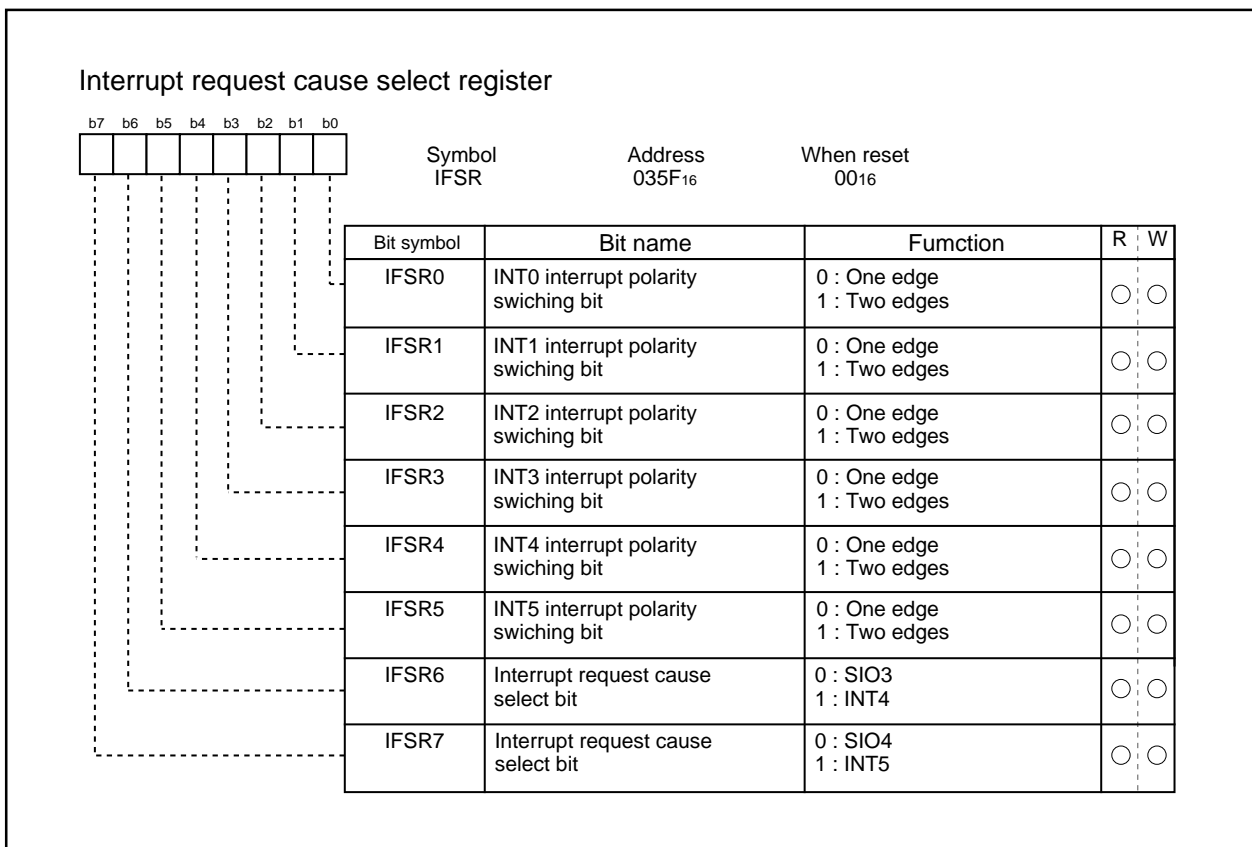 Interrupt request cause select register
b7 b6 b5 b4 b3 b2 b1 b0
Symbol Address When reset
IFSR 035F16 0016
Bit symbol Bit name Fumction R W
IFSR0 INT0 interrupt polarity 0 : One edge
swiching bit 1 : Two edges
IFSR1 INT1 interrupt polarity 0 : One edge
swiching bit 1 : Two edges
IFSR2 INT2 interrupt polarity 0 : One edge
swiching bit 1 : Two edges
IFSR3 INT3 interrupt polarity 0 : One edge
swiching bit 1 : Two edges
IFSR4 INT4 interrupt polarity 0 : One edge
swiching bit 1 : Two edges
IFSR5 INT5 interrupt polarity 0 : One edge
swiching bit 1 : Two edges
IFSR6 Interrupt request cause 0 : SIO3
select bit 1 : INT4
IFSR7 Interrupt request cause 0 : SIO4
select bit 1 : INT5